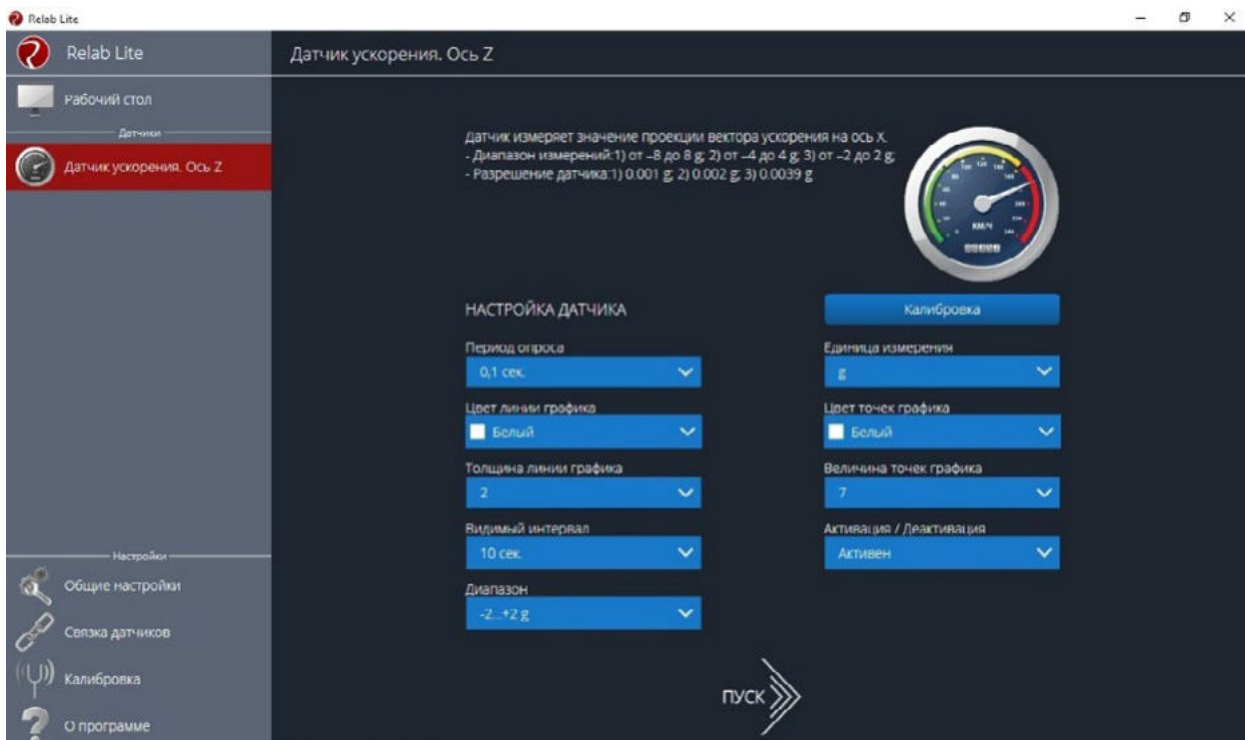 Relab Lite
Relab Lite
Датчик ускорения. Ось Z
Рабочий стол
Датчики
Датчик ускорения. Ось Z
Датчик измеряет значение проекции вектора ускорения на ось X.
- Диапазон измерений:1) от –8 до 8 g; 2) от –4 до 4 g; 3) от –2 до 2 g;
- Разрешение датчика:1) 0.001 g; 2) 0.002 g; 3) 0.0039 g
КМ/Ч
НАСТРОЙКА ДАТЧИКА
Калибровка
Период опроса
Единица измерения
0,1 сек.
g
Цвет линии графика
Цвет точек графика
Белый
Белый
Толщина линии графика
Величина точек графика
2
7
Видимый интервал
Активация / Деактивация
10 сек.
Активен
Диапазон
-2...+2 g
Настройки
Общие настройки
Связка датчиков
Калибровка
О программе
ПУСК